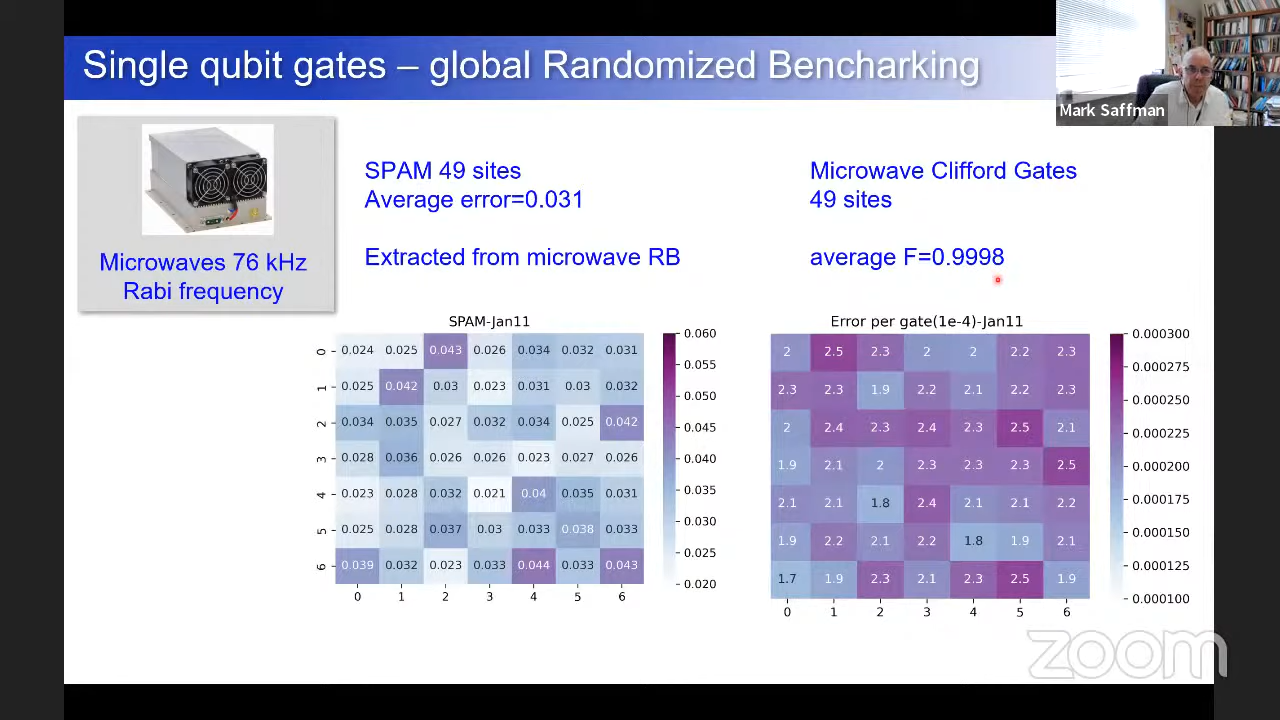 Single qubit gates – global Randomized Bencharking
Mark Saffman
Microwaves 76 kHz
Rabi frequency
SPAM 49 sites
Average error=0.031
Extracted from microwave RB
Microwave Clifford Gates
49 sites
average F=0.9998
SPAM-Jan11
0 0.024 0.025 0.043 0.026 0.034 0.032 0.031
1 0.025 0.042 0.03 0.023 0.031 0.03 0.032
2 0.034 0.035 0.027 0.032 0.034 0.025 0.042
3 0.028 0.036 0.026 0.026 0.023 0.027 0.026
4 0.023 0.028 0.032 0.021 0.04 0.035 0.031
5 0.025 0.028 0.037 0.03 0.033 0.038 0.033
6 0.039 0.032 0.023 0.033 0.044 0.033 0.043
0 1 2 3 4 5 6
0.060
0.055
0.050
0.045
0.040
0.035
0.030
0.025
0.020
Error per gate(1e-4)-Jan11
2 2.5 2.3 2 2 2.2 2.3
2.3 2.3 1.9 2.2 2.1 2.2 2.3
2 2.4 2.3 2.4 2.3 2.5 2.1
1.9 2.1 2 2.3 2.3 2.3 2.5
2.1 2.1 1.8 2.4 2.1 2.1 2.2
1.9 2.2 2.1 2.2 1.8 1.9 2.1
1.7 1.9 2.3 2.1 2.3 2.5 1.9
0 1 2 3 4 5 6
0.000300
0.000275
0.000250
0.000225
0.000200
0.000175
0.000150
0.000125
0.000100
zoom